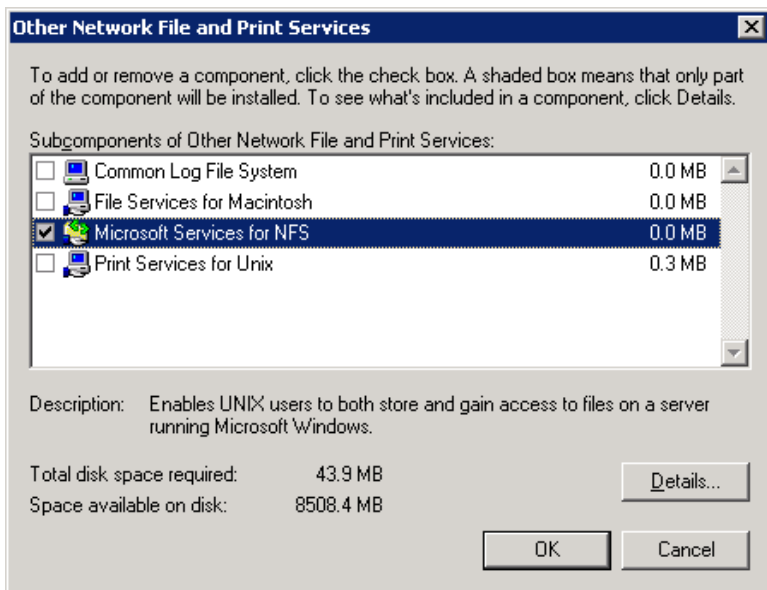 Other Network File and Print Services
To add or remove a component, click the check box. A shaded box means that only part
of the component will be installed. To see what's included in a component, click Details.
Subcomponents of Other Network File and Print Services:
Common Log File System 0.0 MB
File Services for Macintosh 0.0 MB
Microsoft Services for NFS 0.0 MB
Print Services for Unix 0.3 MB
Description: Enables UNIX users to both store and gain access to files on a server
running Microsoft Windows.
Total disk space required: 43.9 MB
Details...
Space available on disk: 8508.4 MB
OK Cancel